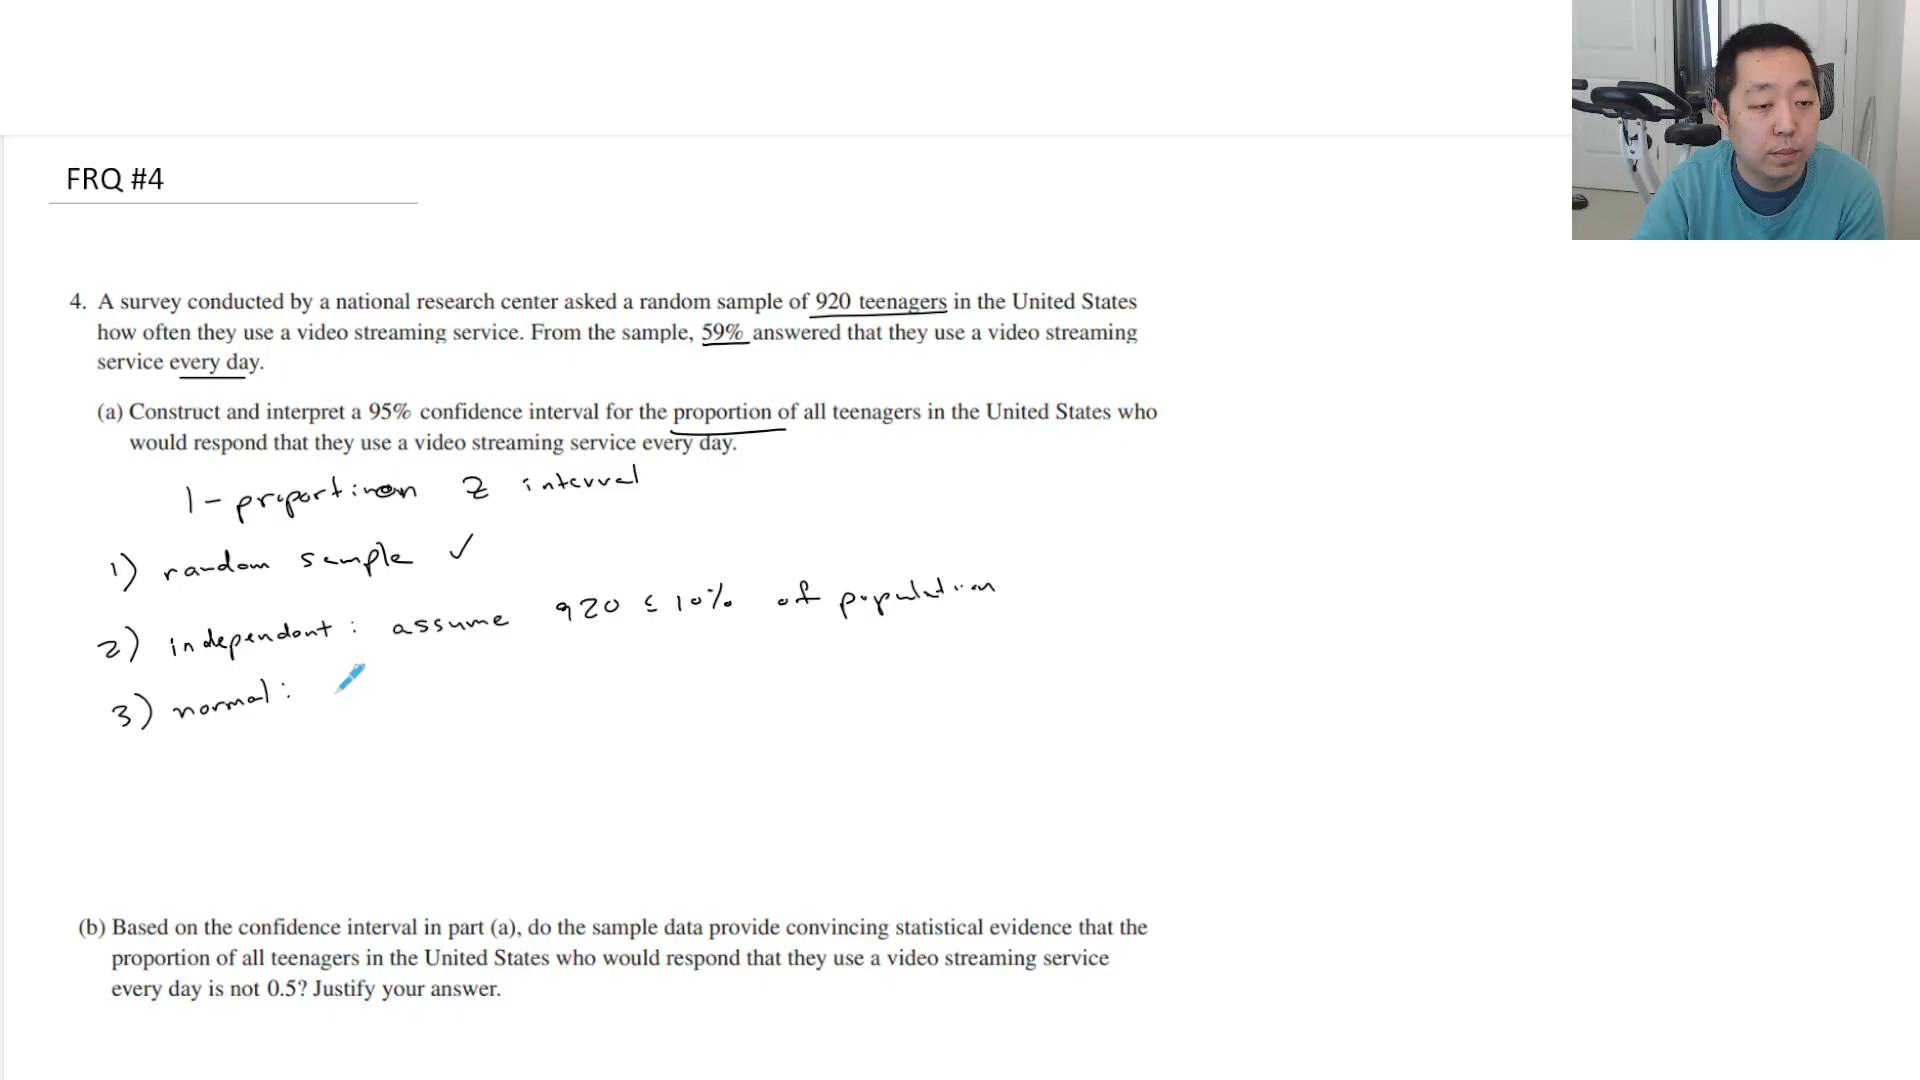 FRQ #4
4. A survey conducted by a national research center asked a random sample of 920 teenagers in the United States
how often they use a video streaming service. From the sample, 59% answered that they use a video streaming
service every day.
(a) Construct and interpret a 95% confidence interval for the proportion of all teenagers in the United States who
would respond that they use a video streaming service every day.
1-proportion Z interval
1) random sample ✓
2) independent: assume 920 ≤ 10% of population
3) normal:
(b) Based on the confidence interval in part (a), do the sample data provide convincing statistical evidence that the
proportion of all teenagers in the United States who would respond that they use a video streaming service
every day is not 0.5? Justify your answer.